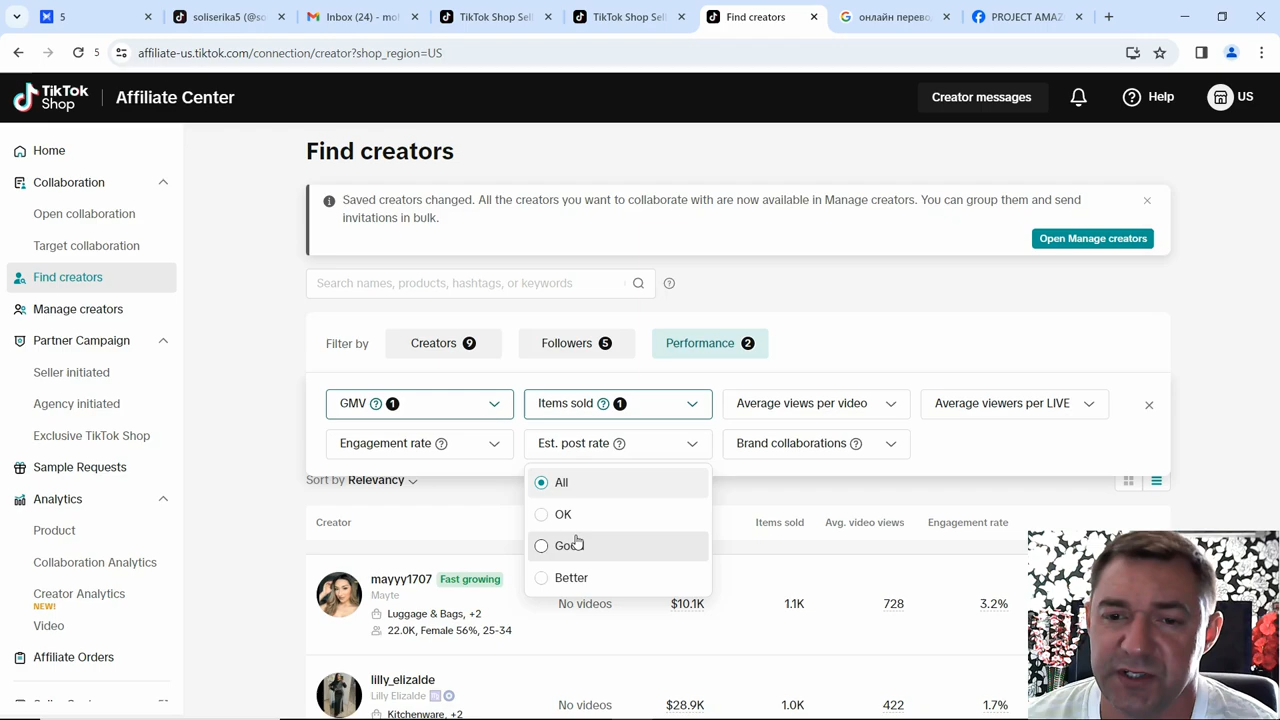 5
soliserika5 (@so
Inbox (24) - mot
TikTok Shop Sel
TikTok Shop Sel
Find creators
онлайн перево
PROJECT AMAZ
5
affiliate-us.tiktok.com/connection/creator?shop_region=US
TikTok
Shop
Affiliate Center
Creator messages
Help
US
Home
Collaboration
Open collaboration
Target collaboration
Find creators
Manage creators
Partner Campaign
Seller initiated
Agency initiated
Exclusive TikTok Shop
Sample Requests
Analytics
Product
Collaboration Analytics
Creator Analytics
NEW!
Video
Affiliate Orders
Find creators
Saved creators changed. All the creators you want to collaborate with are now available in Manage creators. You can group them and send
invitations in bulk.
Open Manage creators
Search names, products, hashtags, or keywords
Filter by
Creators 9
Followers 5
Performance 2
GMV 1
Items sold 1
Average views per video
Average viewers per LIVE
Engagement rate
Est. post rate
Brand collaborations
All
OK
Good
Better
Sort by Relevancy
Creator
Items sold
Avg. video views
Engagement rate
mayyy1707 Fast growing
Mayte
Luggage & Bags, +2
22.0K, Female 56%, 25-34
No videos
$10.1K
1.1K
728
3.2%
lilly_elizalde
Lilly Elizalde
Kitchenware, +2
No videos
$28.9K
1.0K
422
1.7%